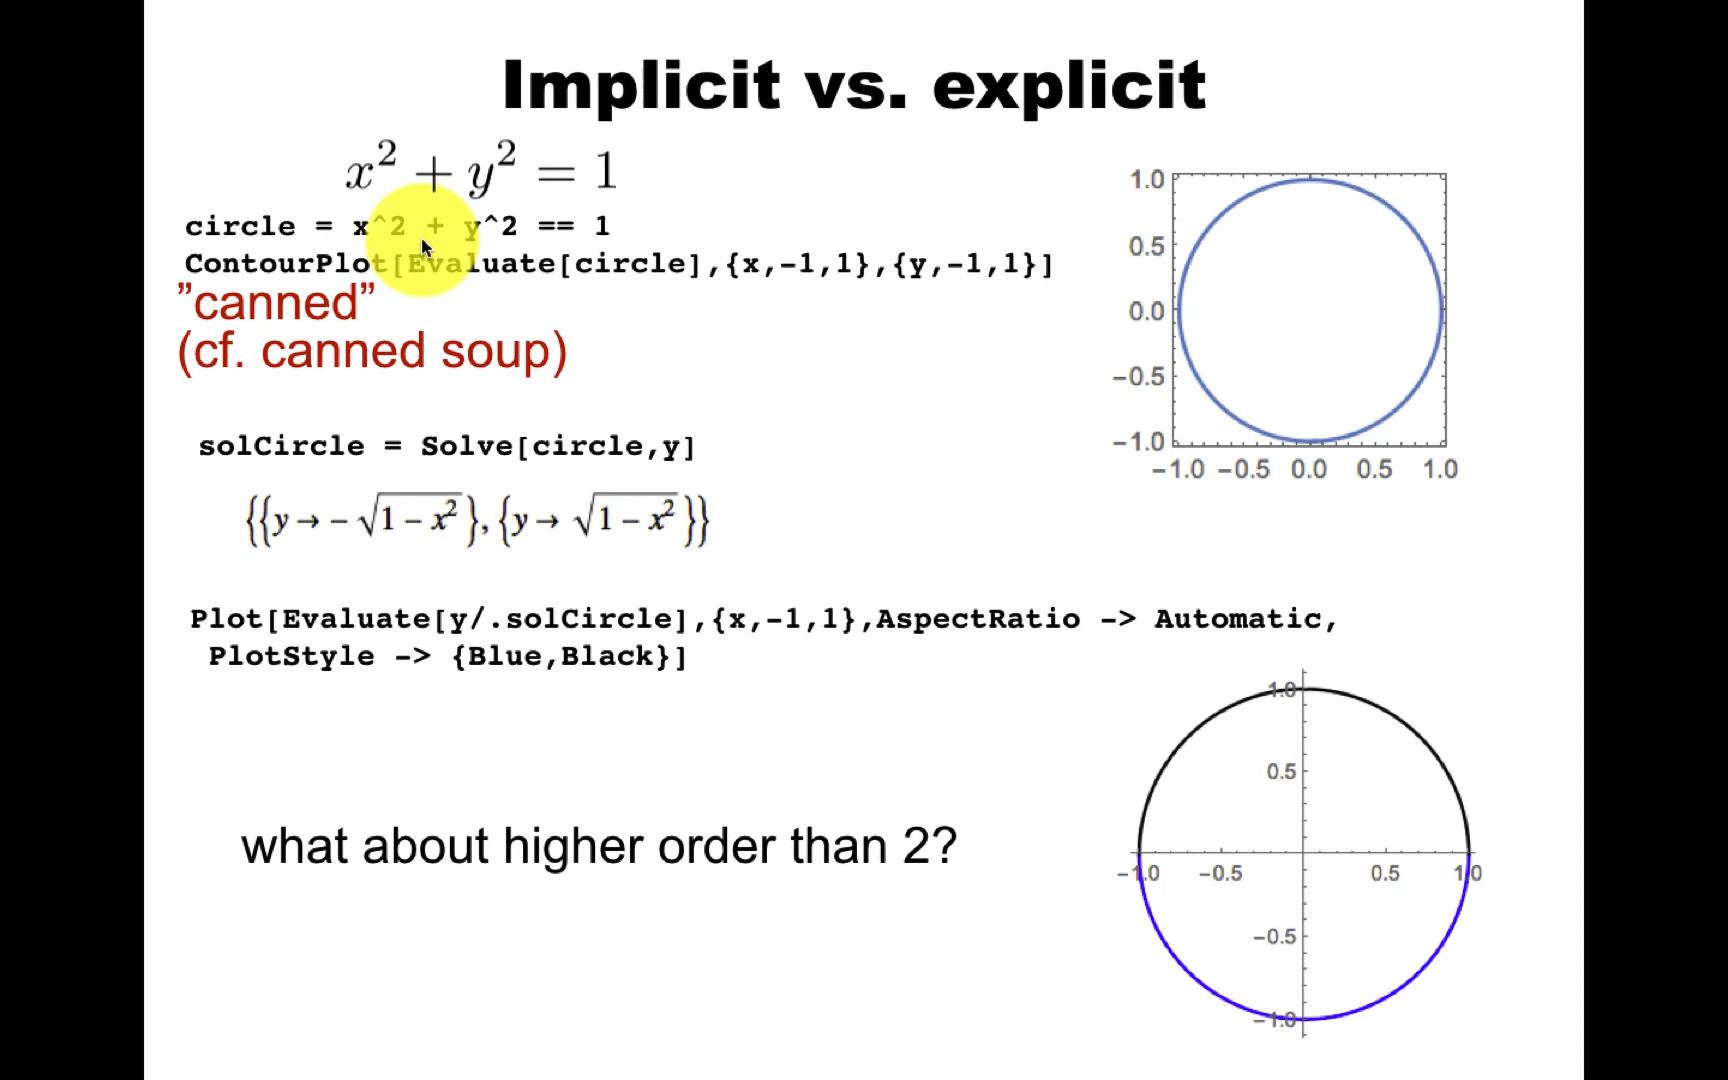 Implicit vs. explicit
x² + y² = 1
circle = x^2 + y^2 == 1
ContourPlot[Evaluate[circle],{x,-1,1},{y,-1,1}]
”canned”
(cf. canned soup)
1.0
0.5
0.0
−0.5
−1.0
−1.0 −0.5 0.0 0.5 1.0
solCircle = Solve[circle,y]
{{y → − √(1 − x²)}, {y → √(1 − x²)}}
Plot[Evaluate[y/.solCircle],{x,-1,1},AspectRatio -> Automatic,
PlotStyle -> {Blue,Black}]
1.0
0.5
−1.0 −0.5 0.5 1.0
−0.5
−1.0
what about higher order than 2?